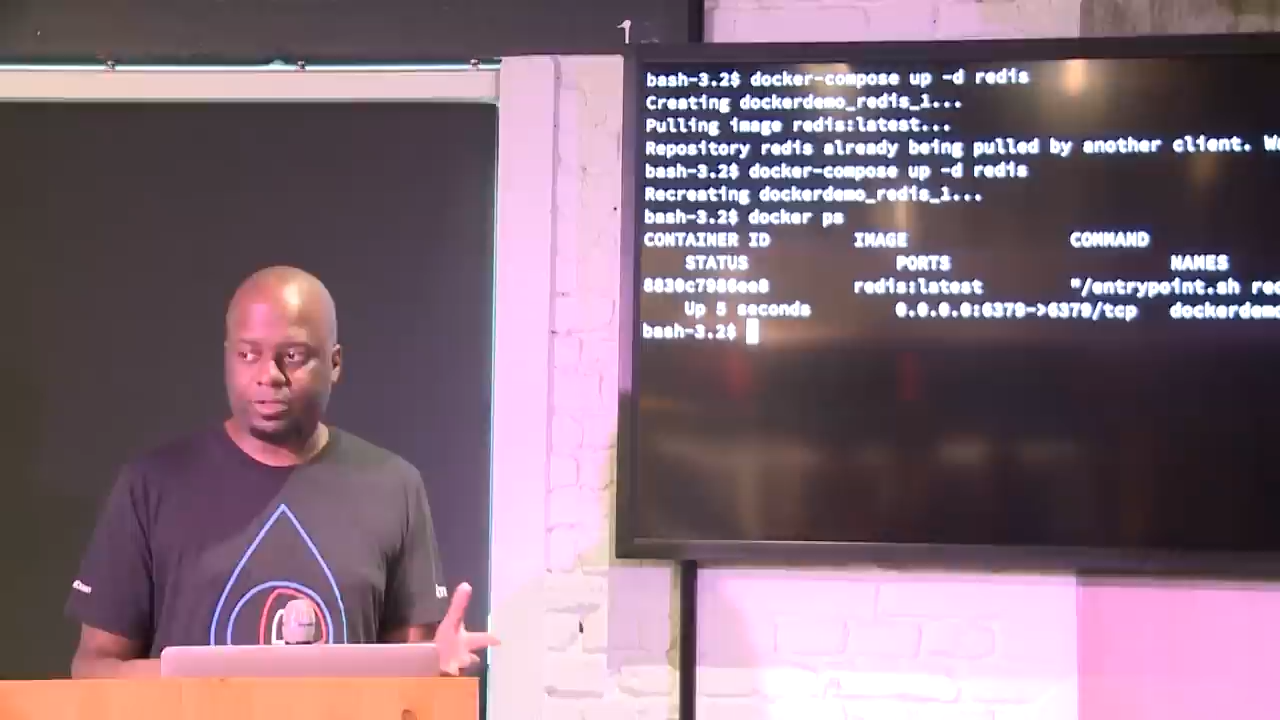 bash-3.2$ docker-compose up -d redis
Creating dockerdemo_redis_1...
Pulling image redis:latest...
Repository redis already being pulled by another client.
bash-3.2$ docker-compose up -d redis
Recreating dockerdemo_redis_1...
bash-3.2$ docker ps
CONTAINER ID IMAGE COMMAND
STATUS PORTS NAMES
redis:latest "/entrypoint.sh red
Up 5 seconds 0.0.0.0:6379->6379/tcp dockerdemo
bash-3.2$